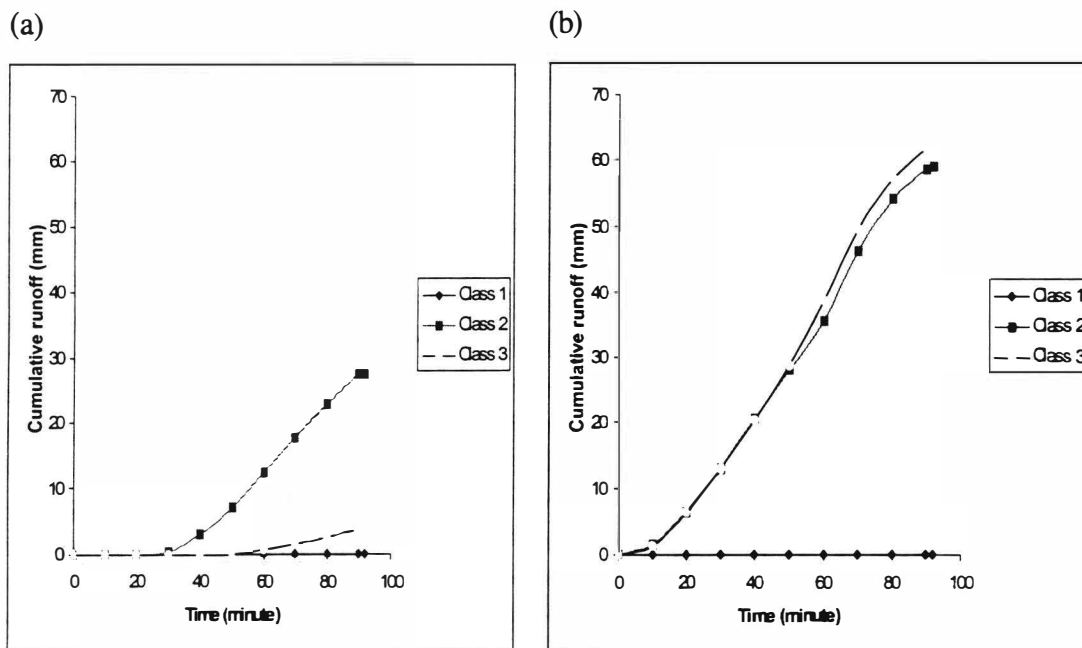 (a)
(b)
Cumulative runoff (mm)
70
60
50
40
30
20
10
0
0 20 40 60 80 100
Time (minute)
Class 1
Class 2
Class 3
Cumulative runoff (mm)
70
60
50
40
30
20
10
0
0 20 40 60 80 100
Time (minute)
Class 1
Class 2
Class 3